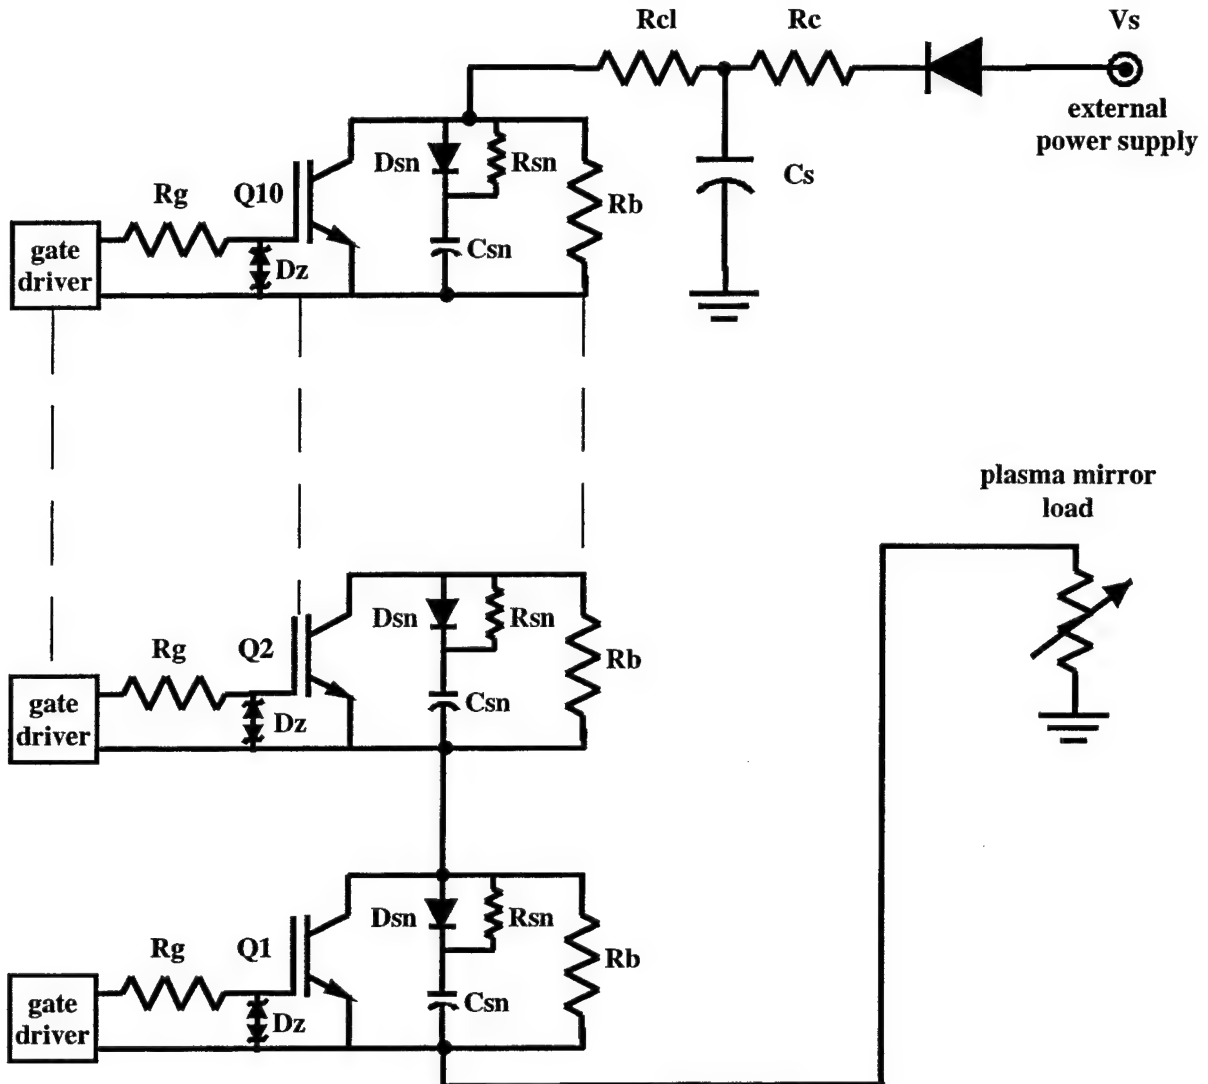 Rcl
Rc
Vs
external
power supply
Cs
Dsn
Rsn
Rb
Rg
Q10
gate
driver
Dz
Csn
plasma mirror
load
Dsn
Rsn
Rb
Rg
Q2
gate
driver
Dz
Csn
Dsn
Rsn
Rb
Rg
Q1
gate
driver
Dz
Csn